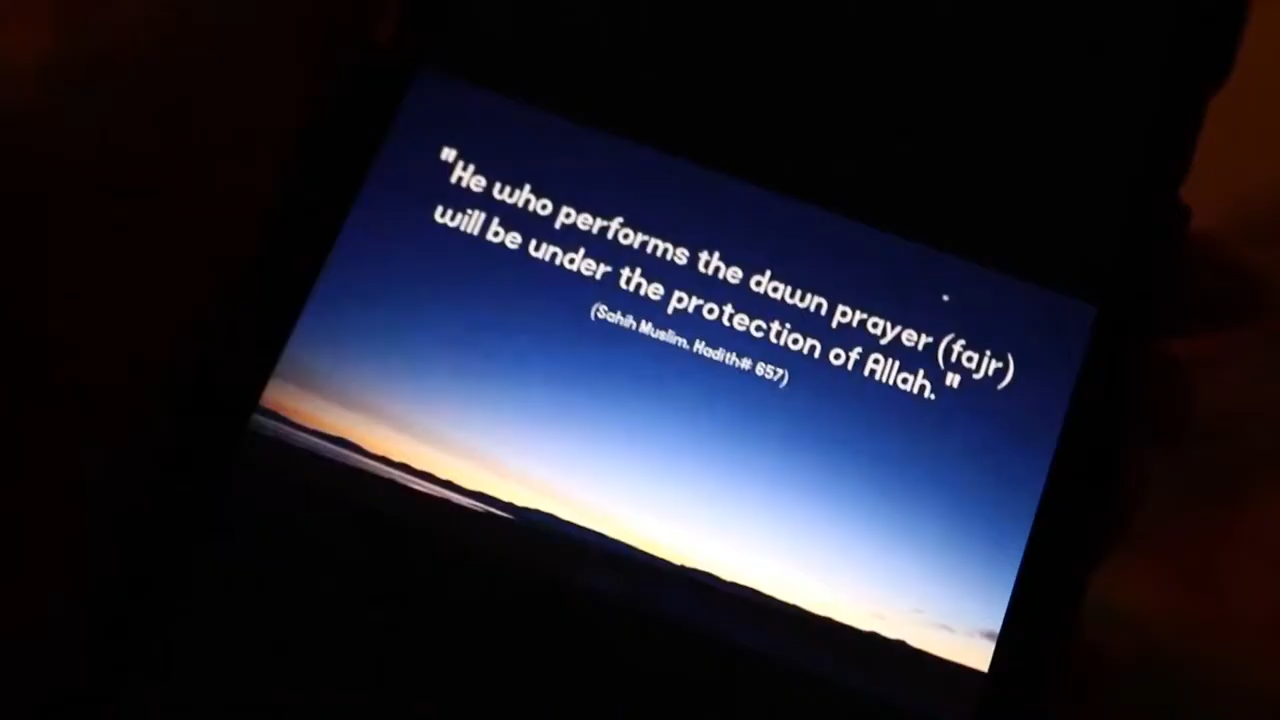 "He who performs the dawn prayer (fajr)
will be under the protection of Allah."
(Sahih Muslim, Hadith# 657)